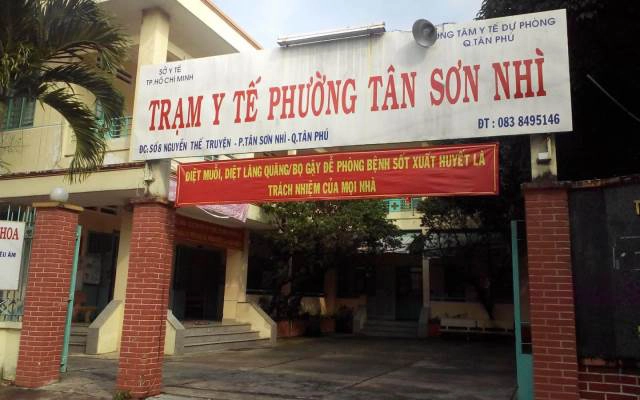 SỞ Y TẾ
TP.HỒ CHÍ MINH
TÂM Y TẾ DỰ PHÒNG
Q.TÂN PHÚ
TRẠM Y TẾ PHƯỜNG TÂN SƠN NHÌ
ĐC: SỐ 6 NGUYỄN THẾ TRUYỆN - P.TÂN SƠN NHÌ - Q.TÂN PHÚ
ĐT : 083 8495146
DIỆT MUỖI, DIỆT LĂNG QUĂNG/BỌ GẬY ĐỂ PHÒNG BỆNH SỐT XUẤT HUYẾT LÀ
TRÁCH NHIỆM CỦA MỌI NHÀ
HOA